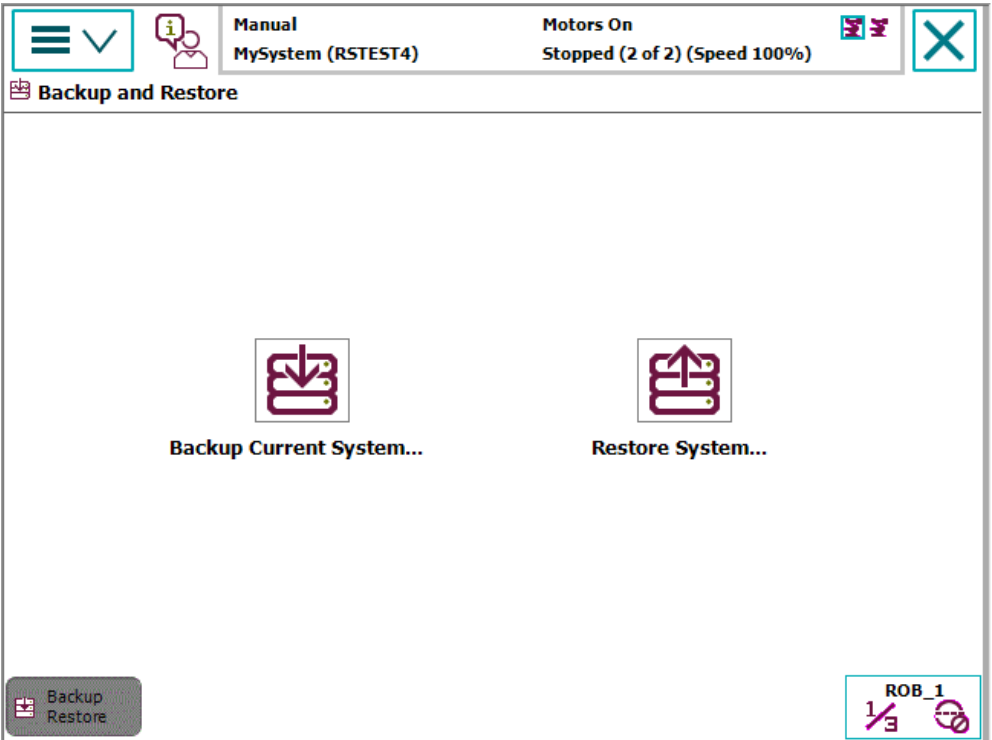 Manual
MySystem (RSTEST4)
Motors On
Stopped (2 of 2) (Speed 100%)
Backup and Restore
Backup Current System...
Restore System...
Backup
Restore
ROB_1
1/3